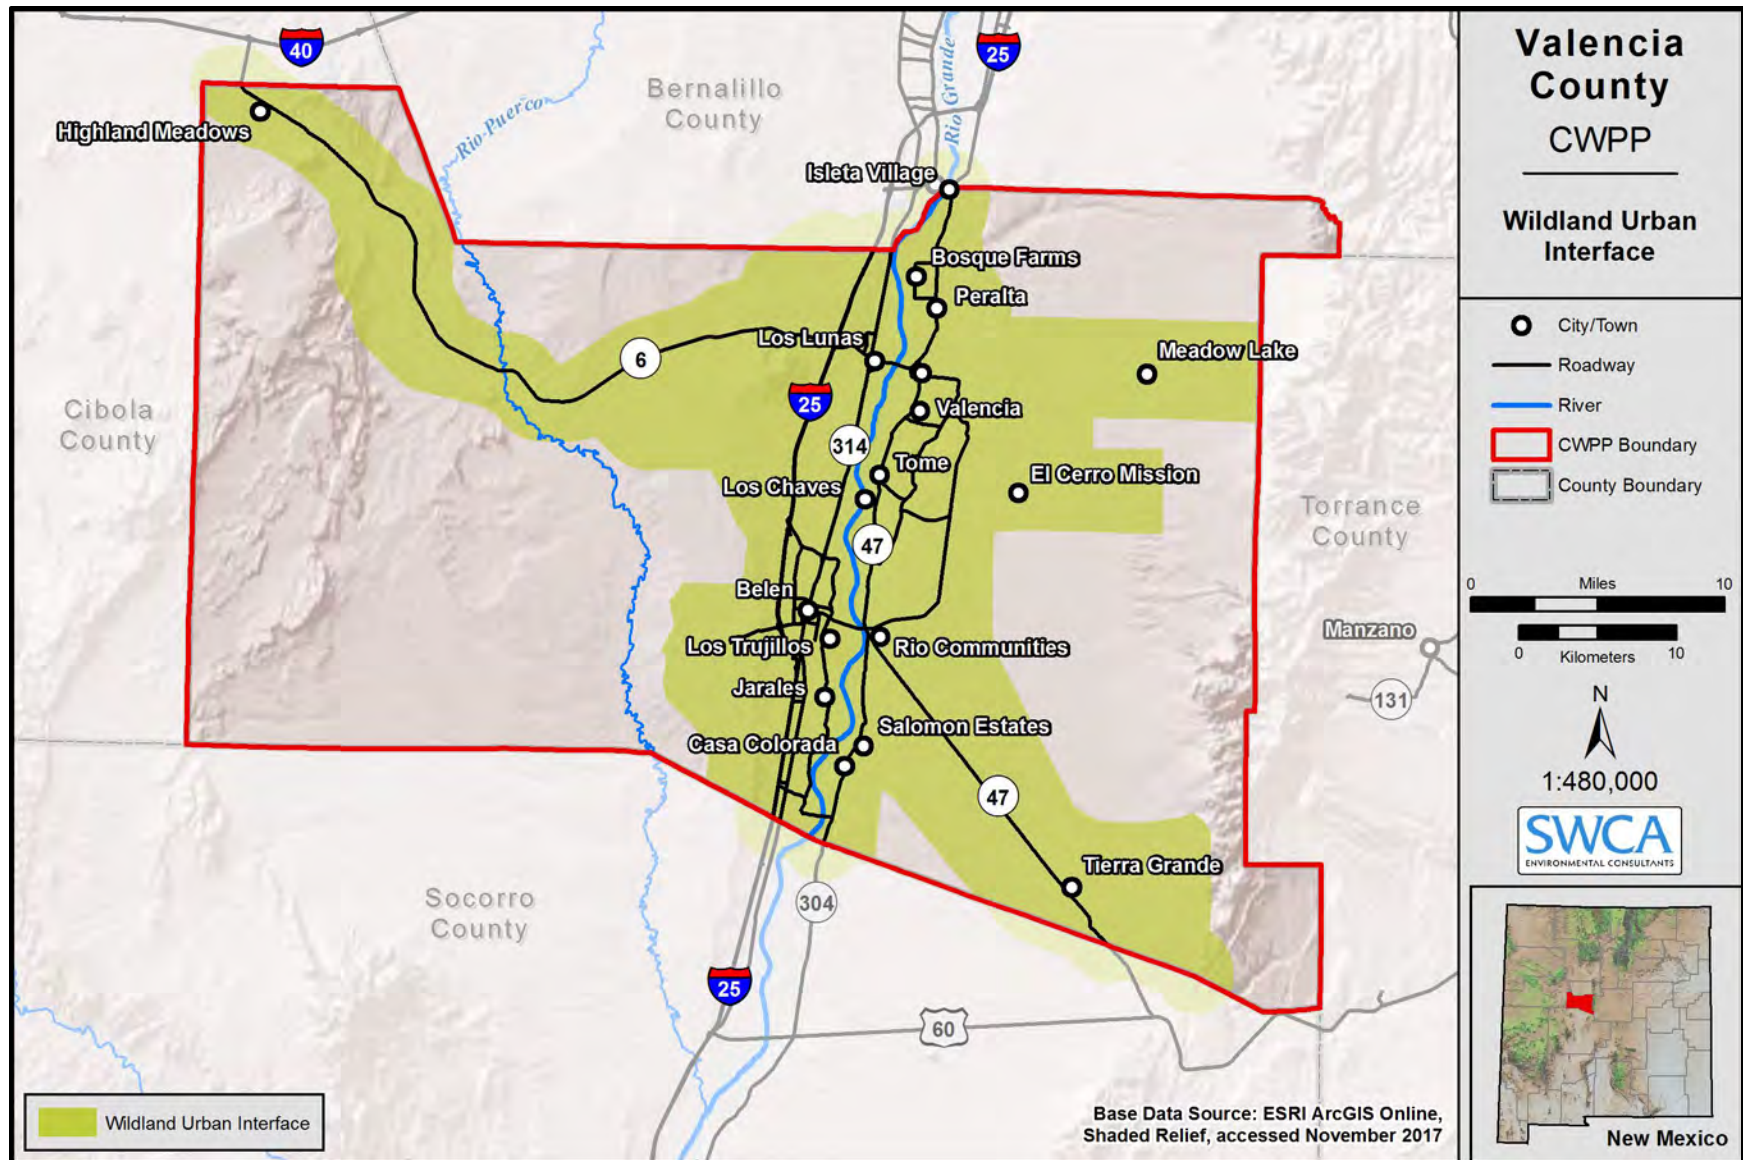 Valencia
County
CWPP
Wildland Urban
Interface
City/Town
Roadway
River
CWPP Boundary
County Boundary
0 Miles 10
0 Kilometers 10
N
1:480,000
SWCA
ENVIRONMENTAL CONSULTANTS
New Mexico
40
25
Bernalillo
County
Rio Grande
Rio Puerco
Highland Meadows
Isleta Village
Bosque Farms
Peralta
Los Lunas
Meadow Lake
6
25
Valencia
Cibola
County
314
Tome
El Cerro Mission
Los Chaves
Torrance
County
47
Belen
Los Trujillos
Rio Communities
Manzano
131
Jarales
Salomon Estates
Casa Colorada
47
Tierra Grande
Socorro
County
304
25
60
Wildland Urban Interface
Base Data Source: ESRI ArcGIS Online,
Shaded Relief, accessed November 2017